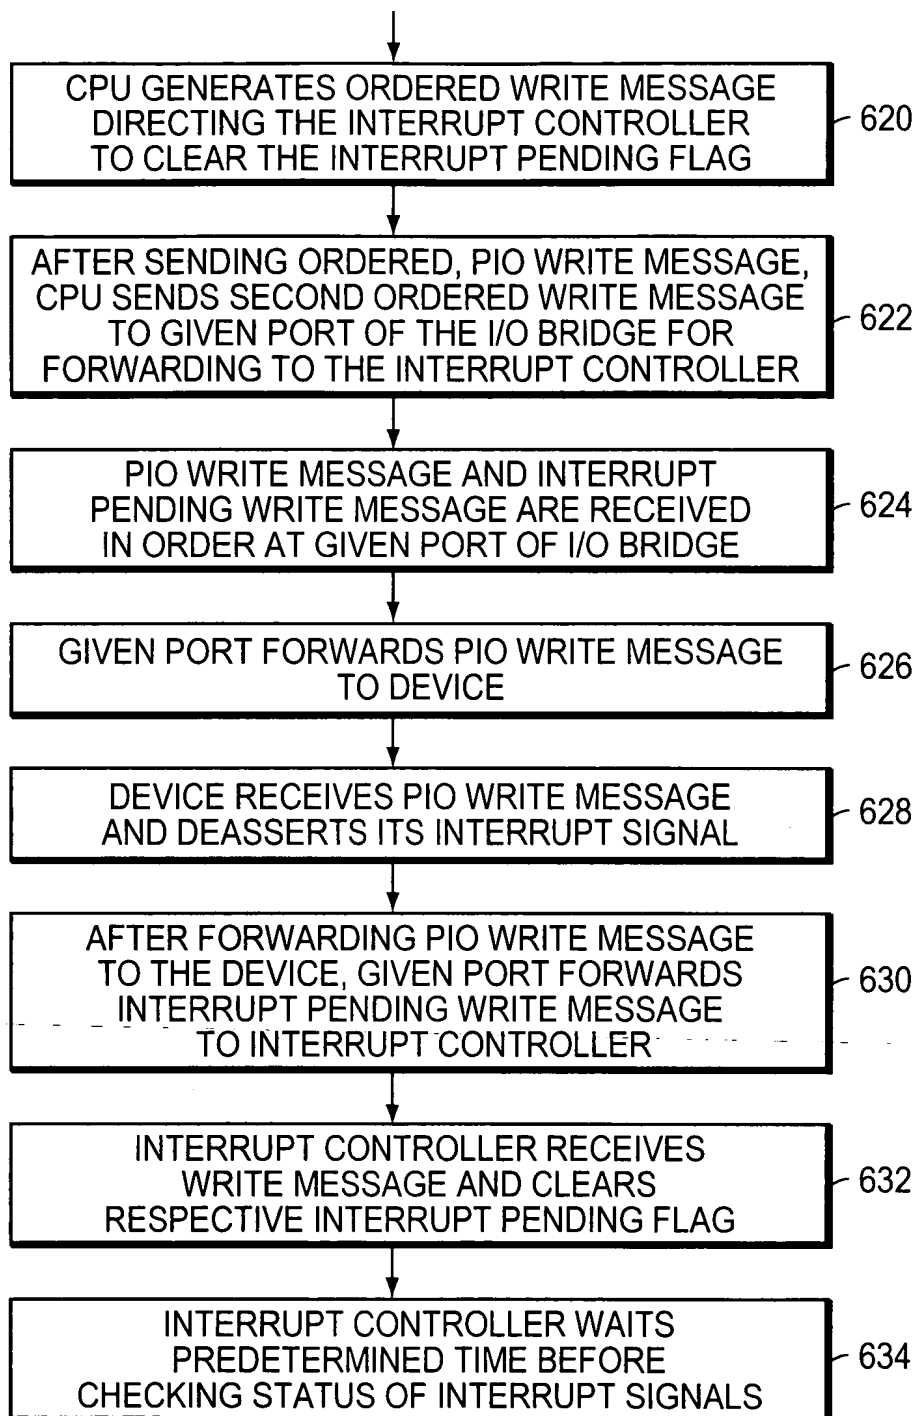 CPU GENERATES ORDERED WRITE MESSAGE
DIRECTING THE INTERRUPT CONTROLLER
TO CLEAR THE INTERRUPT PENDING FLAG
620
AFTER SENDING ORDERED, PIO WRITE MESSAGE,
CPU SENDS SECOND ORDERED WRITE MESSAGE
TO GIVEN PORT OF THE I/O BRIDGE FOR
FORWARDING TO THE INTERRUPT CONTROLLER
622
PIO WRITE MESSAGE AND INTERRUPT
PENDING WRITE MESSAGE ARE RECEIVED
IN ORDER AT GIVEN PORT OF I/O BRIDGE
624
GIVEN PORT FORWARDS PIO WRITE MESSAGE
TO DEVICE
626
DEVICE RECEIVES PIO WRITE MESSAGE
AND DEASSERTS ITS INTERRUPT SIGNAL
628
AFTER FORWARDING PIO WRITE MESSAGE
TO THE DEVICE, GIVEN PORT FORWARDS
INTERRUPT PENDING WRITE MESSAGE
TO INTERRUPT CONTROLLER
630
INTERRUPT CONTROLLER RECEIVES
WRITE MESSAGE AND CLEARS
RESPECTIVE INTERRUPT PENDING FLAG
632
INTERRUPT CONTROLLER WAITS
PREDETERMINED TIME BEFORE
CHECKING STATUS OF INTERRUPT SIGNALS
634